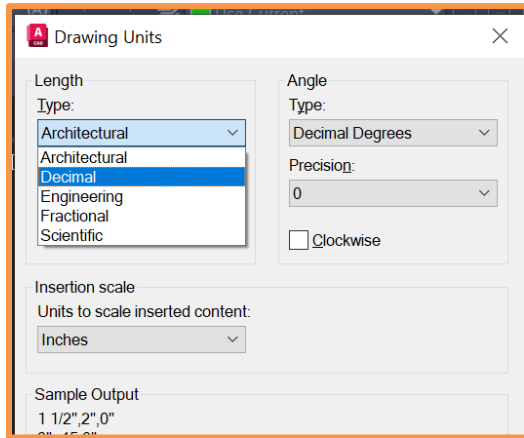 A
CAD
Drawing Units
Length
Type:
Architectural
Architectural
Decimal
Engineering
Fractional
Scientific
Angle
Type:
Decimal Degrees
Precision:
0
Clockwise
Insertion scale
Units to scale inserted content:
Inches
Sample Output
1 1/2",2",0"